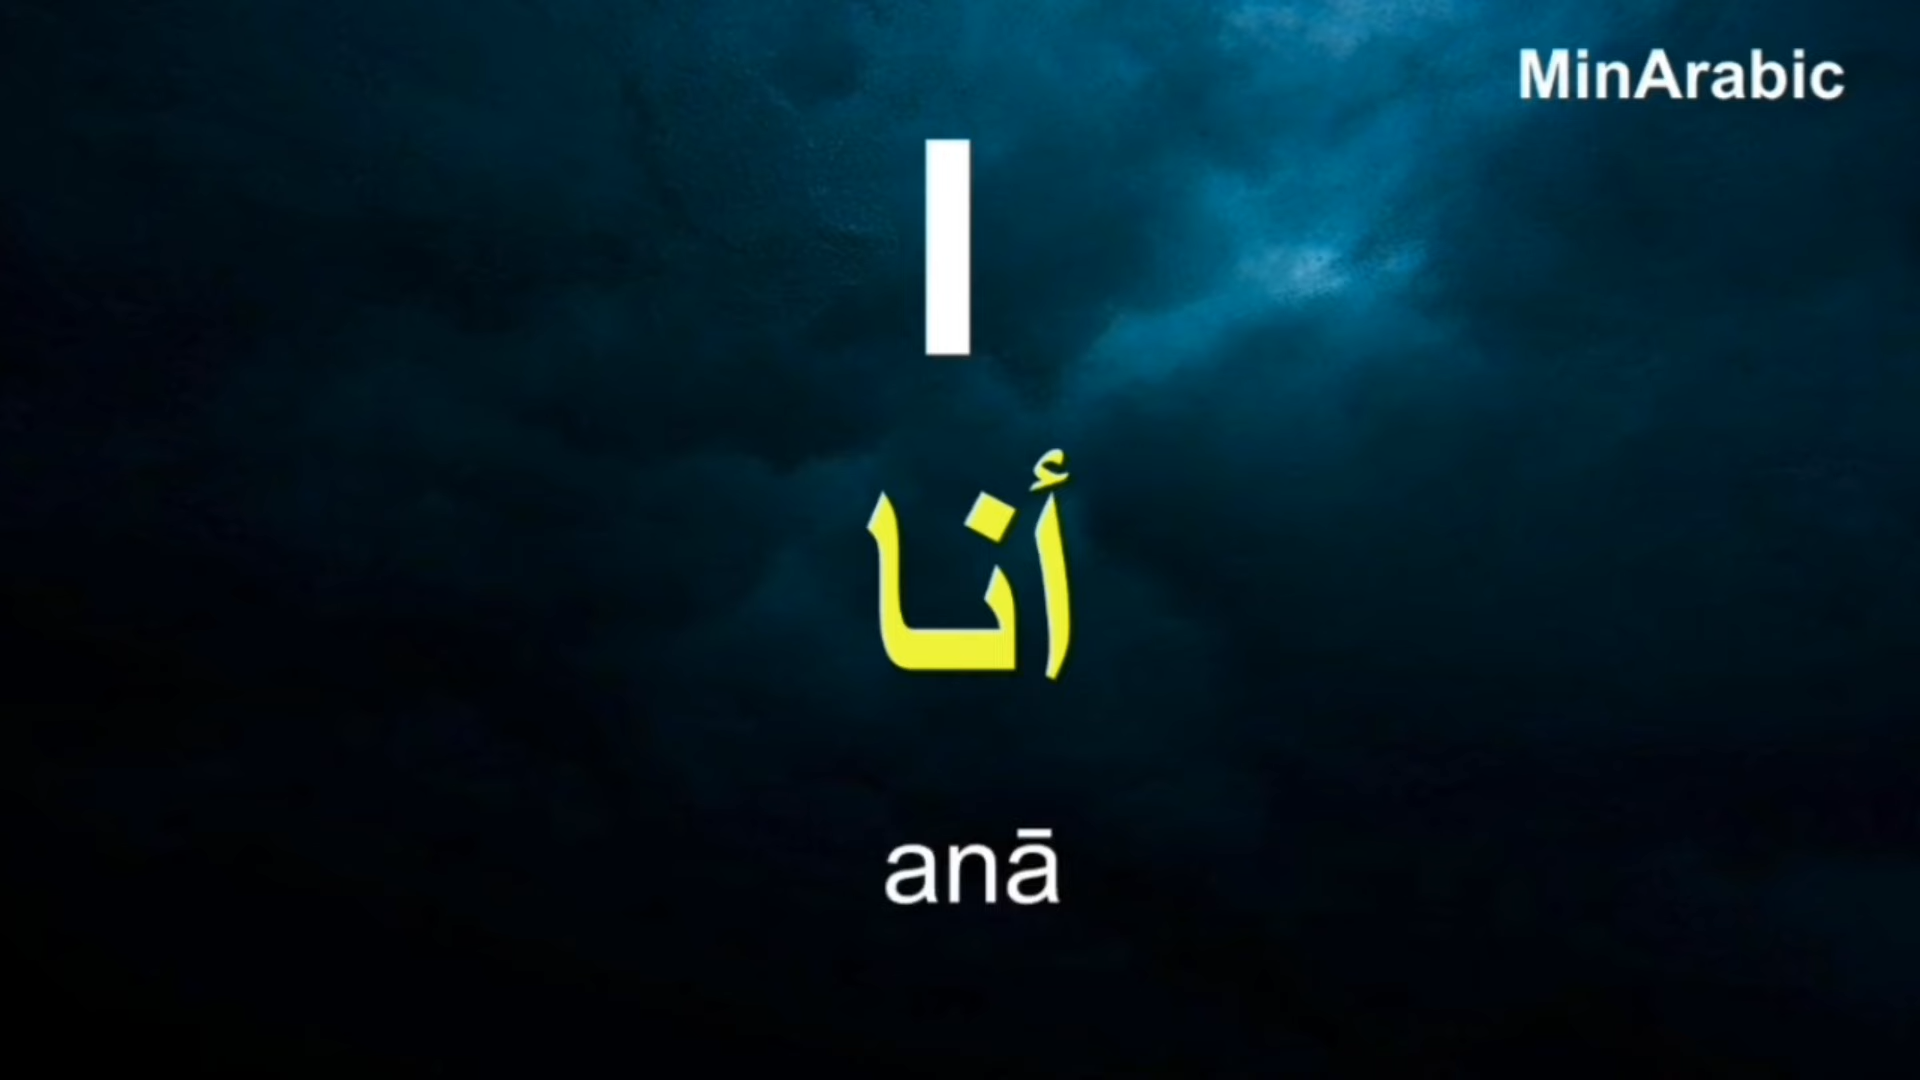 MinArabic
I
أنا
anā